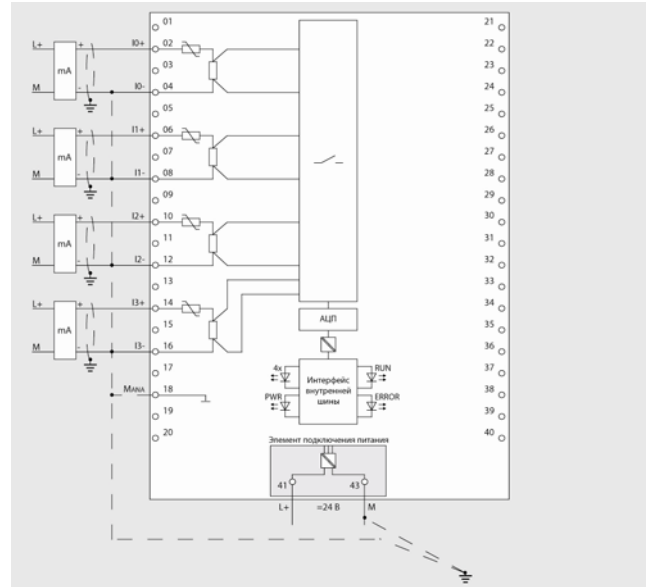 01 21
L+ + I0+ 02 22
mA 03 23
M - I0- 04 24
05 25
L+ + I1+ 06 26
mA 07 27
M - I1- 08 28
09 29
L+ + I2+ 10 30
mA 11 31
M - I2- 12 32
13 33
L+ + I3+ 14 34
mA 15 АЦП 35
M - I3- 16 36
17 37
4x Интерфейс RUN
MANA 18 внутренней 38
PWR шины ERROR
19 39
20 40
Элемент подключения питания
41 43
L+ =24 В M